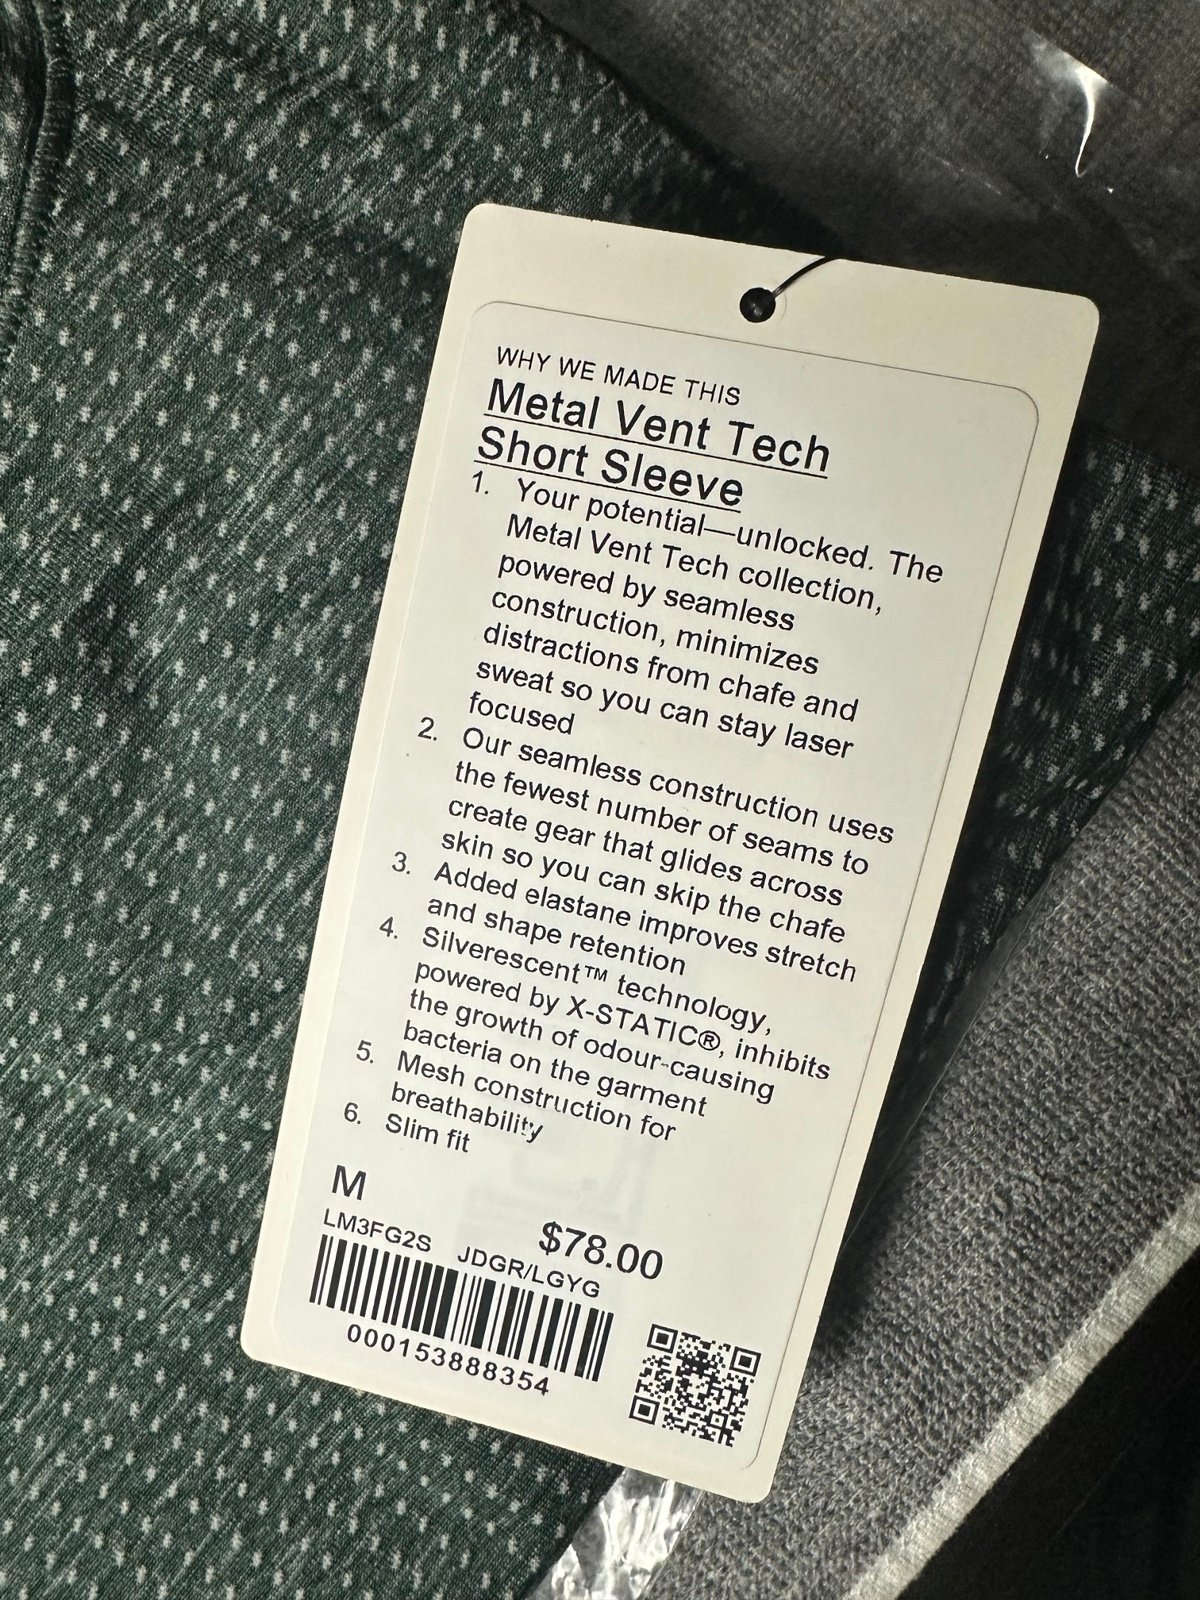 WHY WE MADE THIS
Metal Vent Tech
Short Sleeve
1. Your potential—unlocked. The
Metal Vent Tech collection,
powered by seamless
construction, minimizes
distractions from chafe and
sweat so you can stay laser
focused
2. Our seamless construction uses
the fewest number of seams to
create gear that glides across
skin so you can skip the chafe
3. Added elastane improves stretch
and shape retention
4. Silverescent™ technology,
powered by X-STATIC®, inhibits
the growth of odour-causing
bacteria on the garment
5. Mesh construction for
breathability
6. Slim fit
M
$78.00
LM3FG2S JDGR/LGYG
000153888354